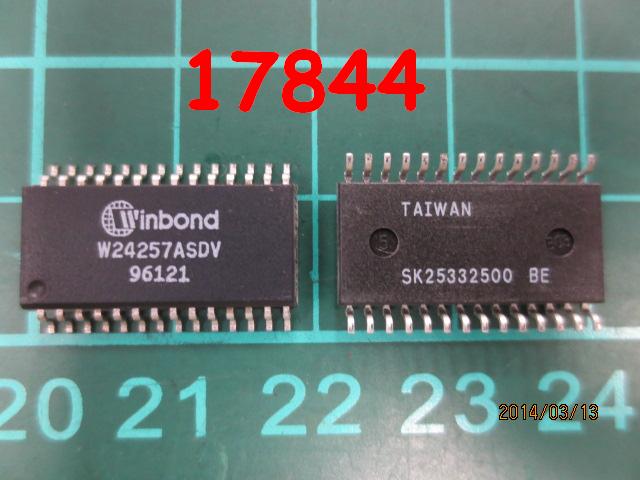 17844
Winbond
W24257ASDV
96121
TAIWAN
5
SK25332500 BE
20 21 22 23 24
2014/03/13